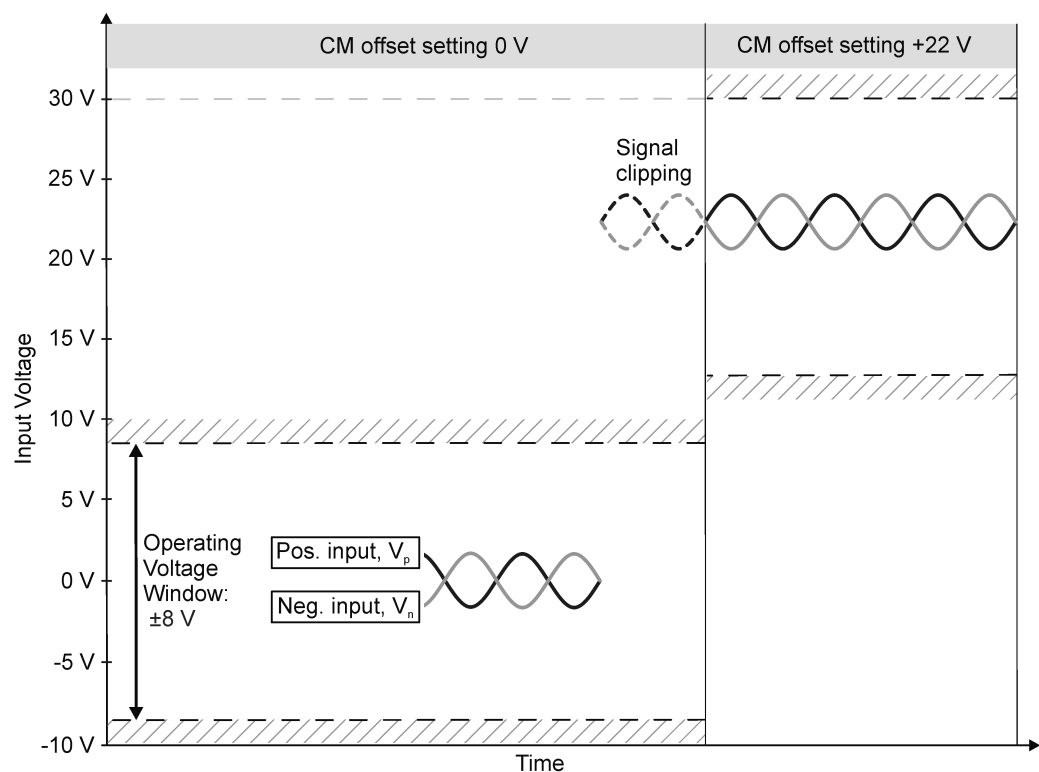 CM offset setting 0 V
CM offset setting +22 V
30 V
25 V
20 V
15 V
10 V
5 V
0 V
-5 V
-10 V
Input Voltage
Signal
clipping
Operating
Voltage
Window:
±8 V
Pos. input, Vp
Neg. input, Vn
Time